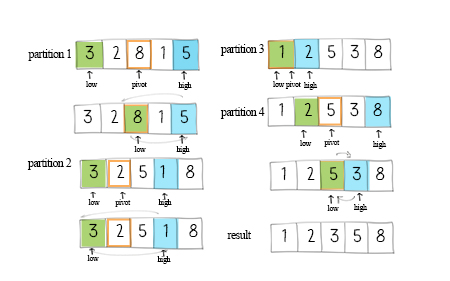 partition 1
3 2 8 1 5
low pivot high
3 2 8 1 5
low high
partition 2
3 2 5 1 8
low pivot high
3 2 5 1 8
low high
partition 3
1 2 5 3 8
low pivot high
partition 4
1 2 5 3 8
low pivot high
1 2 5 3 8
low high
result
1 2 3 5 8